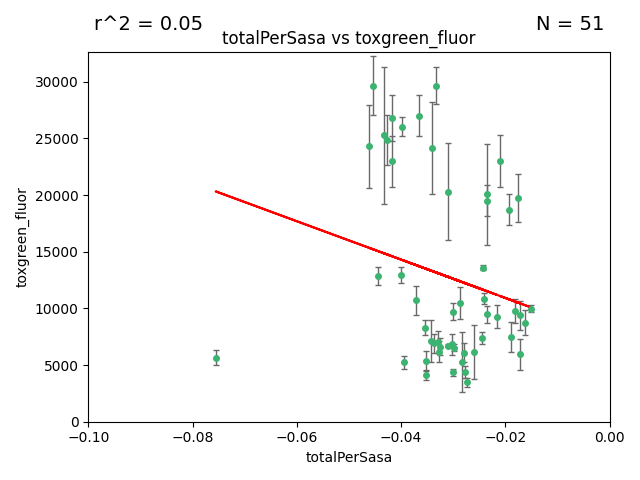 r^2 = 0.05
N = 51
totalPerSasa vs toxgreen_fluor
toxgreen_fluor
30000
25000
20000
15000
10000
5000
0
−0.10
−0.08
−0.06
−0.04
−0.02
0.00
totalPerSasa